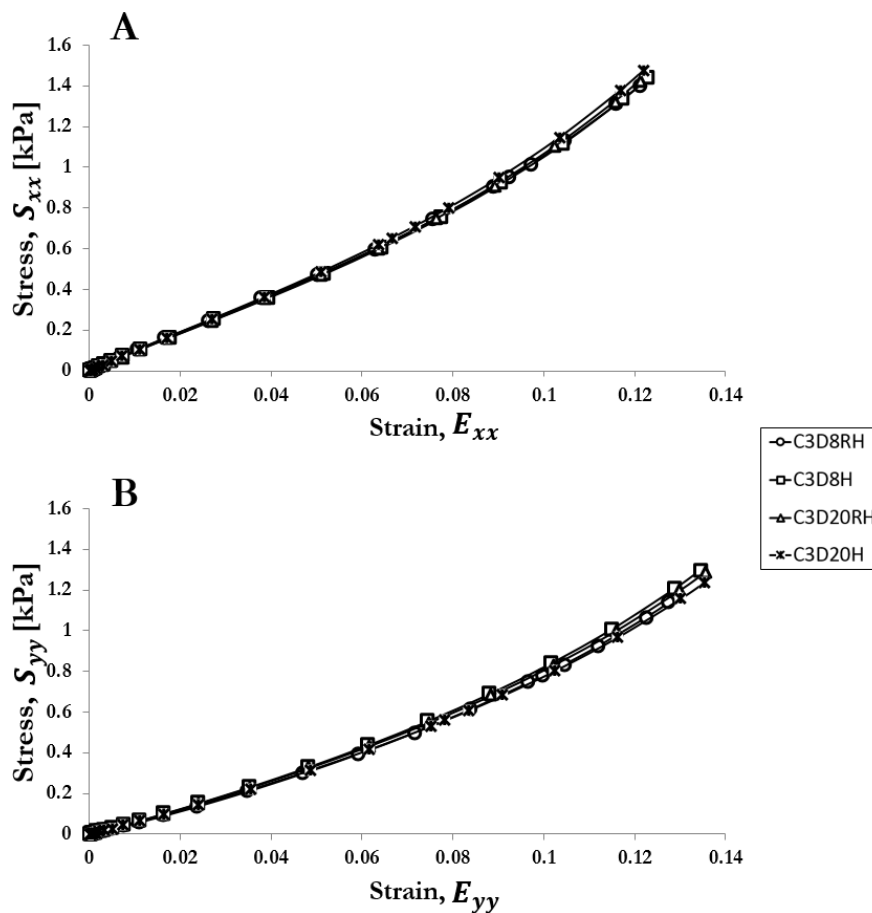 A
1.6
1.4
1.2
1
0.8
0.6
0.4
0.2
0
Stress, Sxx [kPa]
0 0.02 0.04 0.06 0.08 0.1 0.12 0.14
Strain, Exx
C3D8RH
C3D8H
C3D20RH
C3D20H
B
1.6
1.4
1.2
1
0.8
0.6
0.4
0.2
0
Stress, Syy [kPa]
0 0.02 0.04 0.06 0.08 0.1 0.12 0.14
Strain, Eyy